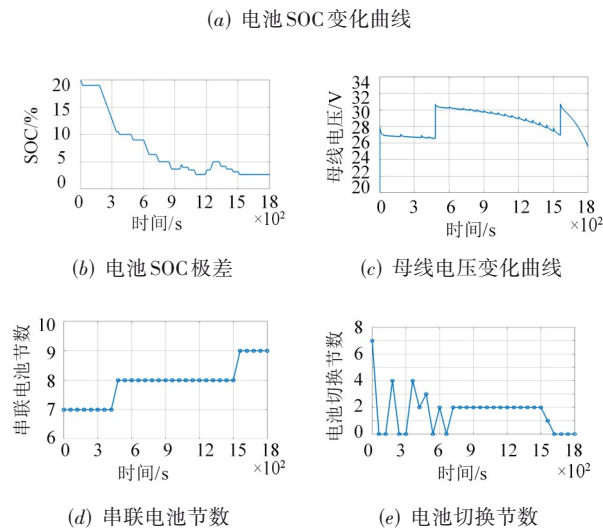 (a) 电池SOC变化曲线
SOC/%
20
15
10
5
0
0 3 6 9 12 15 18
时间/s
×10²
(b) 电池SOC极差
母线电压/V
34
32
30
28
26
24
22
20
0 3 6 9 12 15 18
时间/s
×10²
(c) 母线电压变化曲线
串联电池节数
10
9
8
7
6
0 3 6 9 12 15 18
时间/s
×10²
(d) 串联电池节数
电池切换节数
8
6
4
2
0
0 3 6 9 12 15 18
时间/s
×10²
(e) 电池切换节数